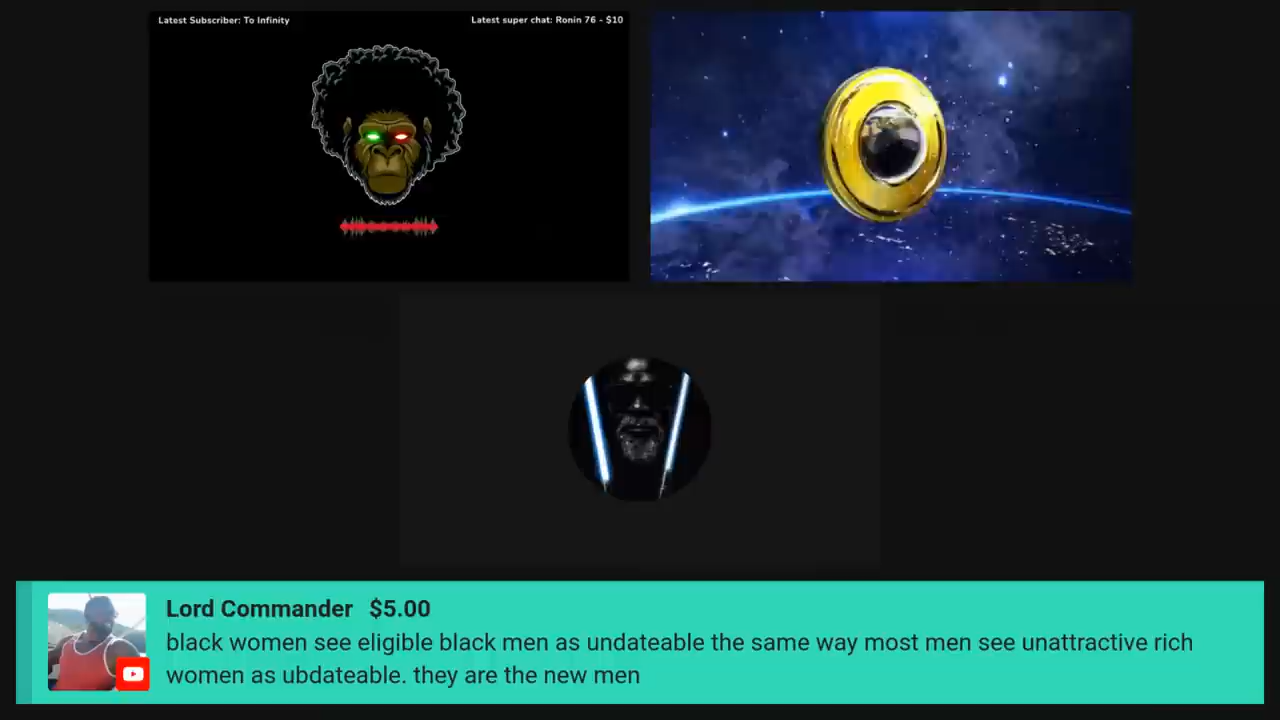 Latest Subscriber: To Infinity
Latest super chat: Ronin 76 - $10
Lord Commander $5.00
black women see eligible black men as undateable the same way most men see unattractive rich
women as ubdateable. they are the new men